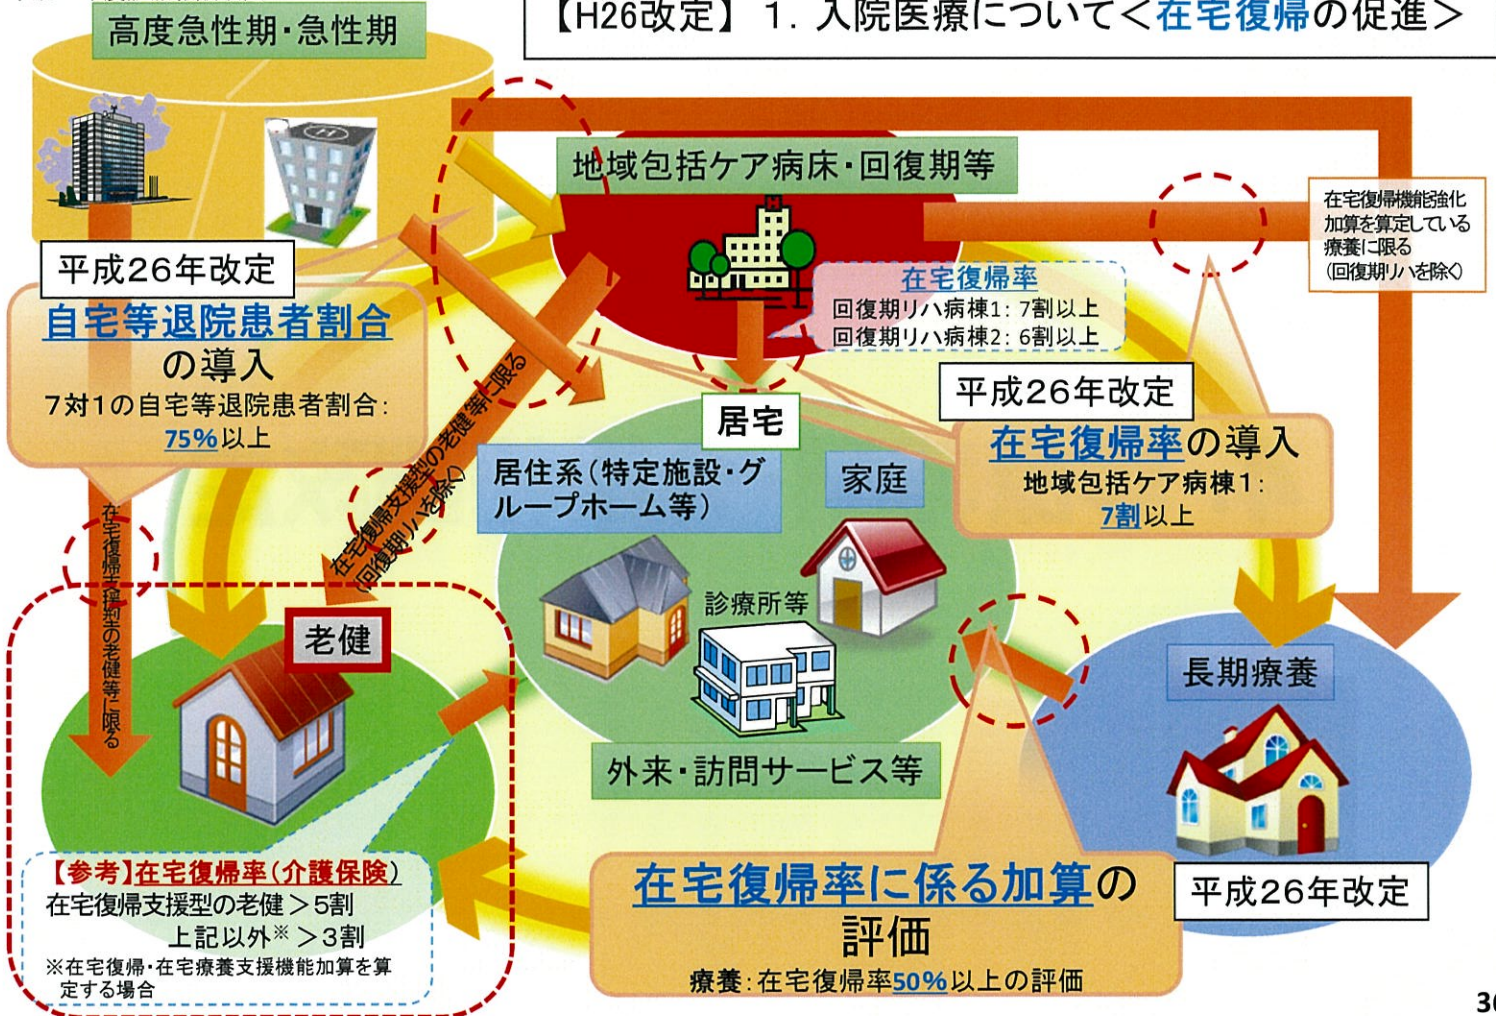 【H26改定】 1. 入院医療について＜在宅復帰の促進＞
高度急性期・急性期
地域包括ケア病床・回復期等
在宅復帰機能強化
加算を算定している
療養に限る
（回復期リハを除く）
平成26年改定
自宅等退院患者割合
の導入
7対1の自宅等退院患者割合：
75％以上
在宅復帰率
回復期リハ病棟1：7割以上
回復期リハ病棟2：6割以上
平成26年改定
在宅復帰率の導入
地域包括ケア病棟1：
7割以上
在宅復帰支援型の老健等に限る
（回復期リハを除く）
在宅復帰支援型の老健等に限る
居宅
居住系（特定施設・グ
ループホーム等）
家庭
診療所等
外来・訪問サービス等
老健
長期療養
【参考】在宅復帰率（介護保険）
在宅復帰支援型の老健＞5割
上記以外※＞3割
※在宅復帰・在宅療養支援機能加算を算
定する場合
在宅復帰率に係る加算の
評価
療養：在宅復帰率50％以上の評価
平成26年改定